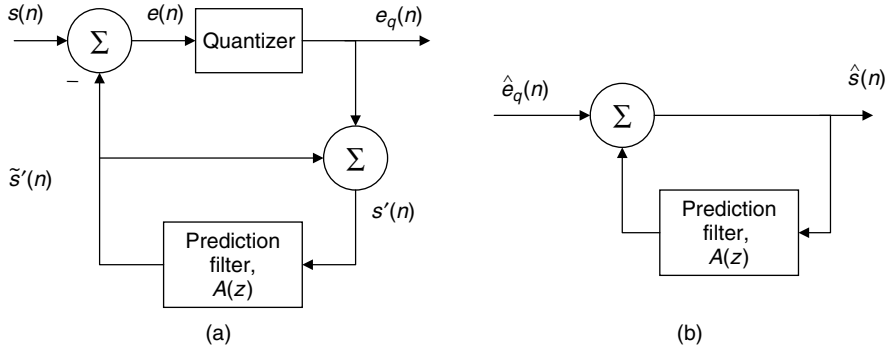 s(n)
Σ
e(n)
Quantizer
e_q(n)
−
s̃′(n)
Σ
s′(n)
Prediction
filter,
A(z)
(a)
ê_q(n)
Σ
ŝ(n)
Prediction
filter,
A(z)
(b)